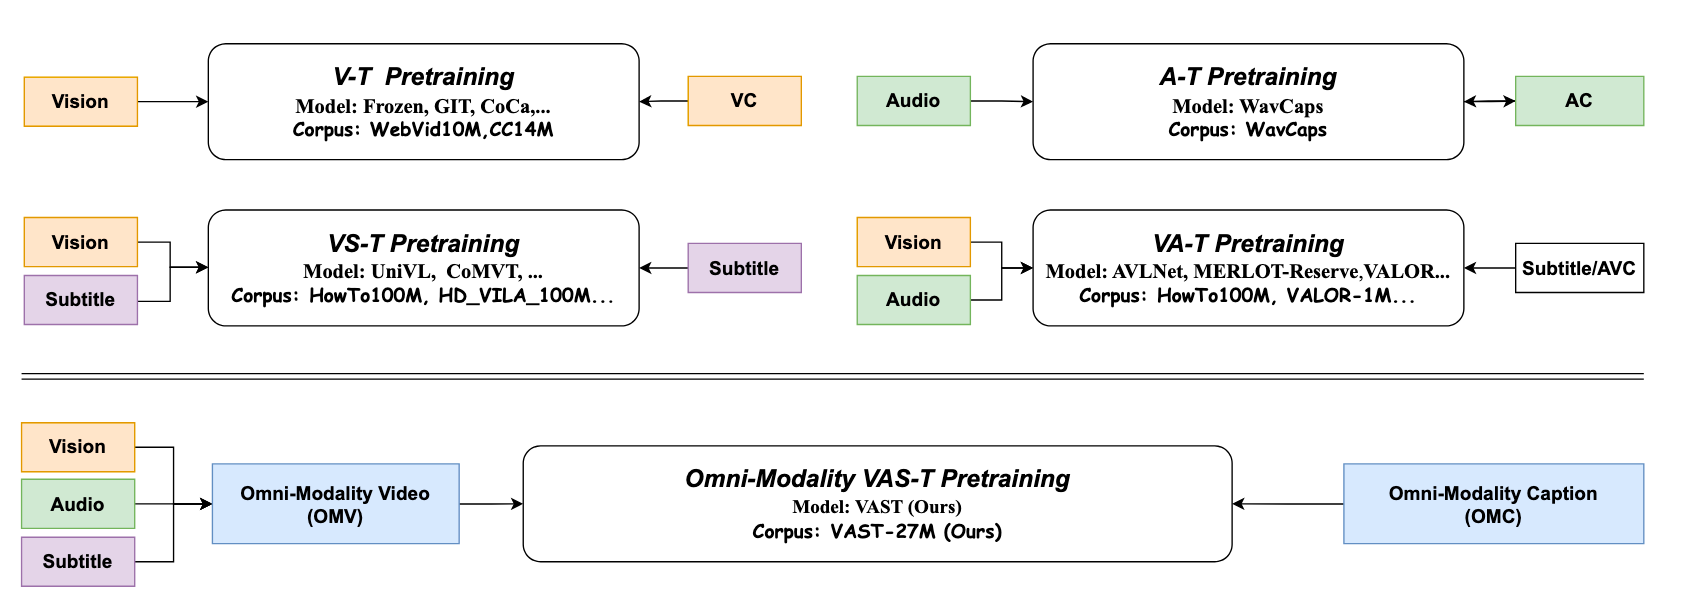 Vision
V-T Pretraining
Model: Frozen, GIT, CoCa,...
Corpus: WebVid10M,CC14M
VC
Audio
A-T Pretraining
Model: WavCaps
Corpus: WavCaps
AC
Vision
Subtitle
VS-T Pretraining
Model: UniVL, CoMVT, ...
Corpus: HowTo100M, HD_VILA_100M...
Subtitle
Vision
Audio
VA-T Pretraining
Model: AVLNet, MERLOT-Reserve,VALOR...
Corpus: HowTo100M, VALOR-1M...
Subtitle/AVC
Vision
Audio
Subtitle
Omni-Modality Video
(OMV)
Omni-Modality VAS-T Pretraining
Model: VAST (Ours)
Corpus: VAST-27M (Ours)
Omni-Modality Caption
(OMC)